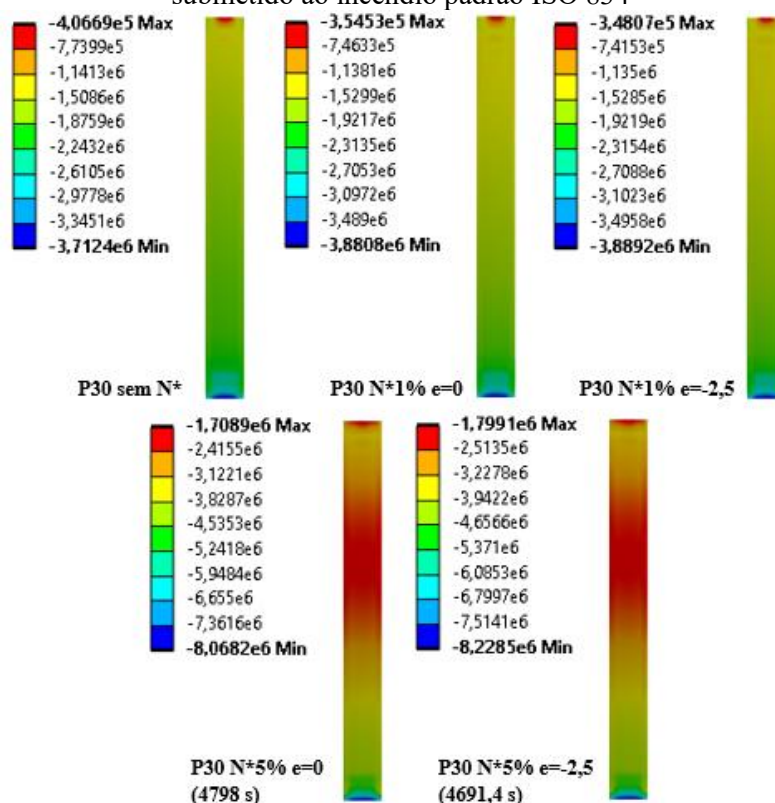 submetido ao incêndio padrão ISO 834
-4,0669e5 Max
-7,7399e5
-1,1413e6
-1,5086e6
-1,8759e6
-2,2432e6
-2,6105e6
-2,9778e6
-3,3451e6
-3,7124e6 Min
P30 sem N*
-3,5453e5 Max
-7,4633e5
-1,1381e6
-1,5299e6
-1,9217e6
-2,3135e6
-2,7053e6
-3,0972e6
-3,489e6
-3,8808e6 Min
P30 N*1% e=0
-3,4807e5 Max
-7,4153e5
-1,135e6
-1,5285e6
-1,9219e6
-2,3154e6
-2,7088e6
-3,1023e6
-3,4958e6
-3,8892e6 Min
P30 N*1% e=-2,5
-1,7089e6 Max
-2,4155e6
-3,1221e6
-3,8287e6
-4,5353e6
-5,2418e6
-5,9484e6
-6,655e6
-7,3616e6
-8,0682e6 Min
P30 N*5% e=0
(4798 s)
-1,7991e6 Max
-2,5135e6
-3,2278e6
-3,9422e6
-4,6566e6
-5,371e6
-6,0853e6
-6,7997e6
-7,5141e6
-8,2285e6 Min
P30 N*5% e=-2,5
(4691,4 s)